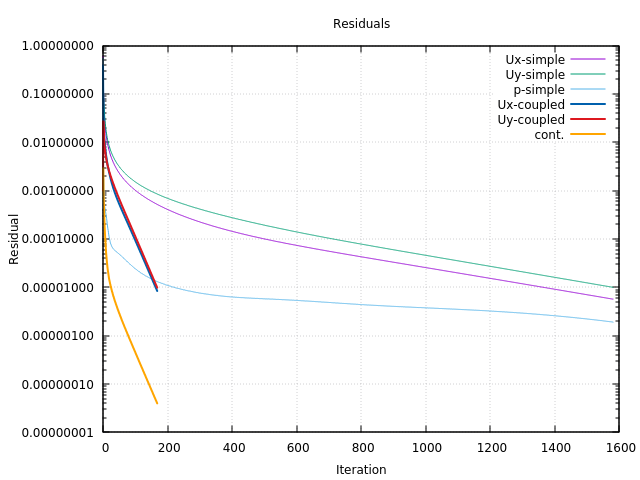 Residuals
1.00000000
0.10000000
0.01000000
0.00100000
0.00010000
0.00001000
0.00000100
0.00000010
0.00000001
Residual
Ux-simple
Uy-simple
p-simple
Ux-coupled
Uy-coupled
cont.
0 200 400 600 800 1000 1200 1400 1600
Iteration